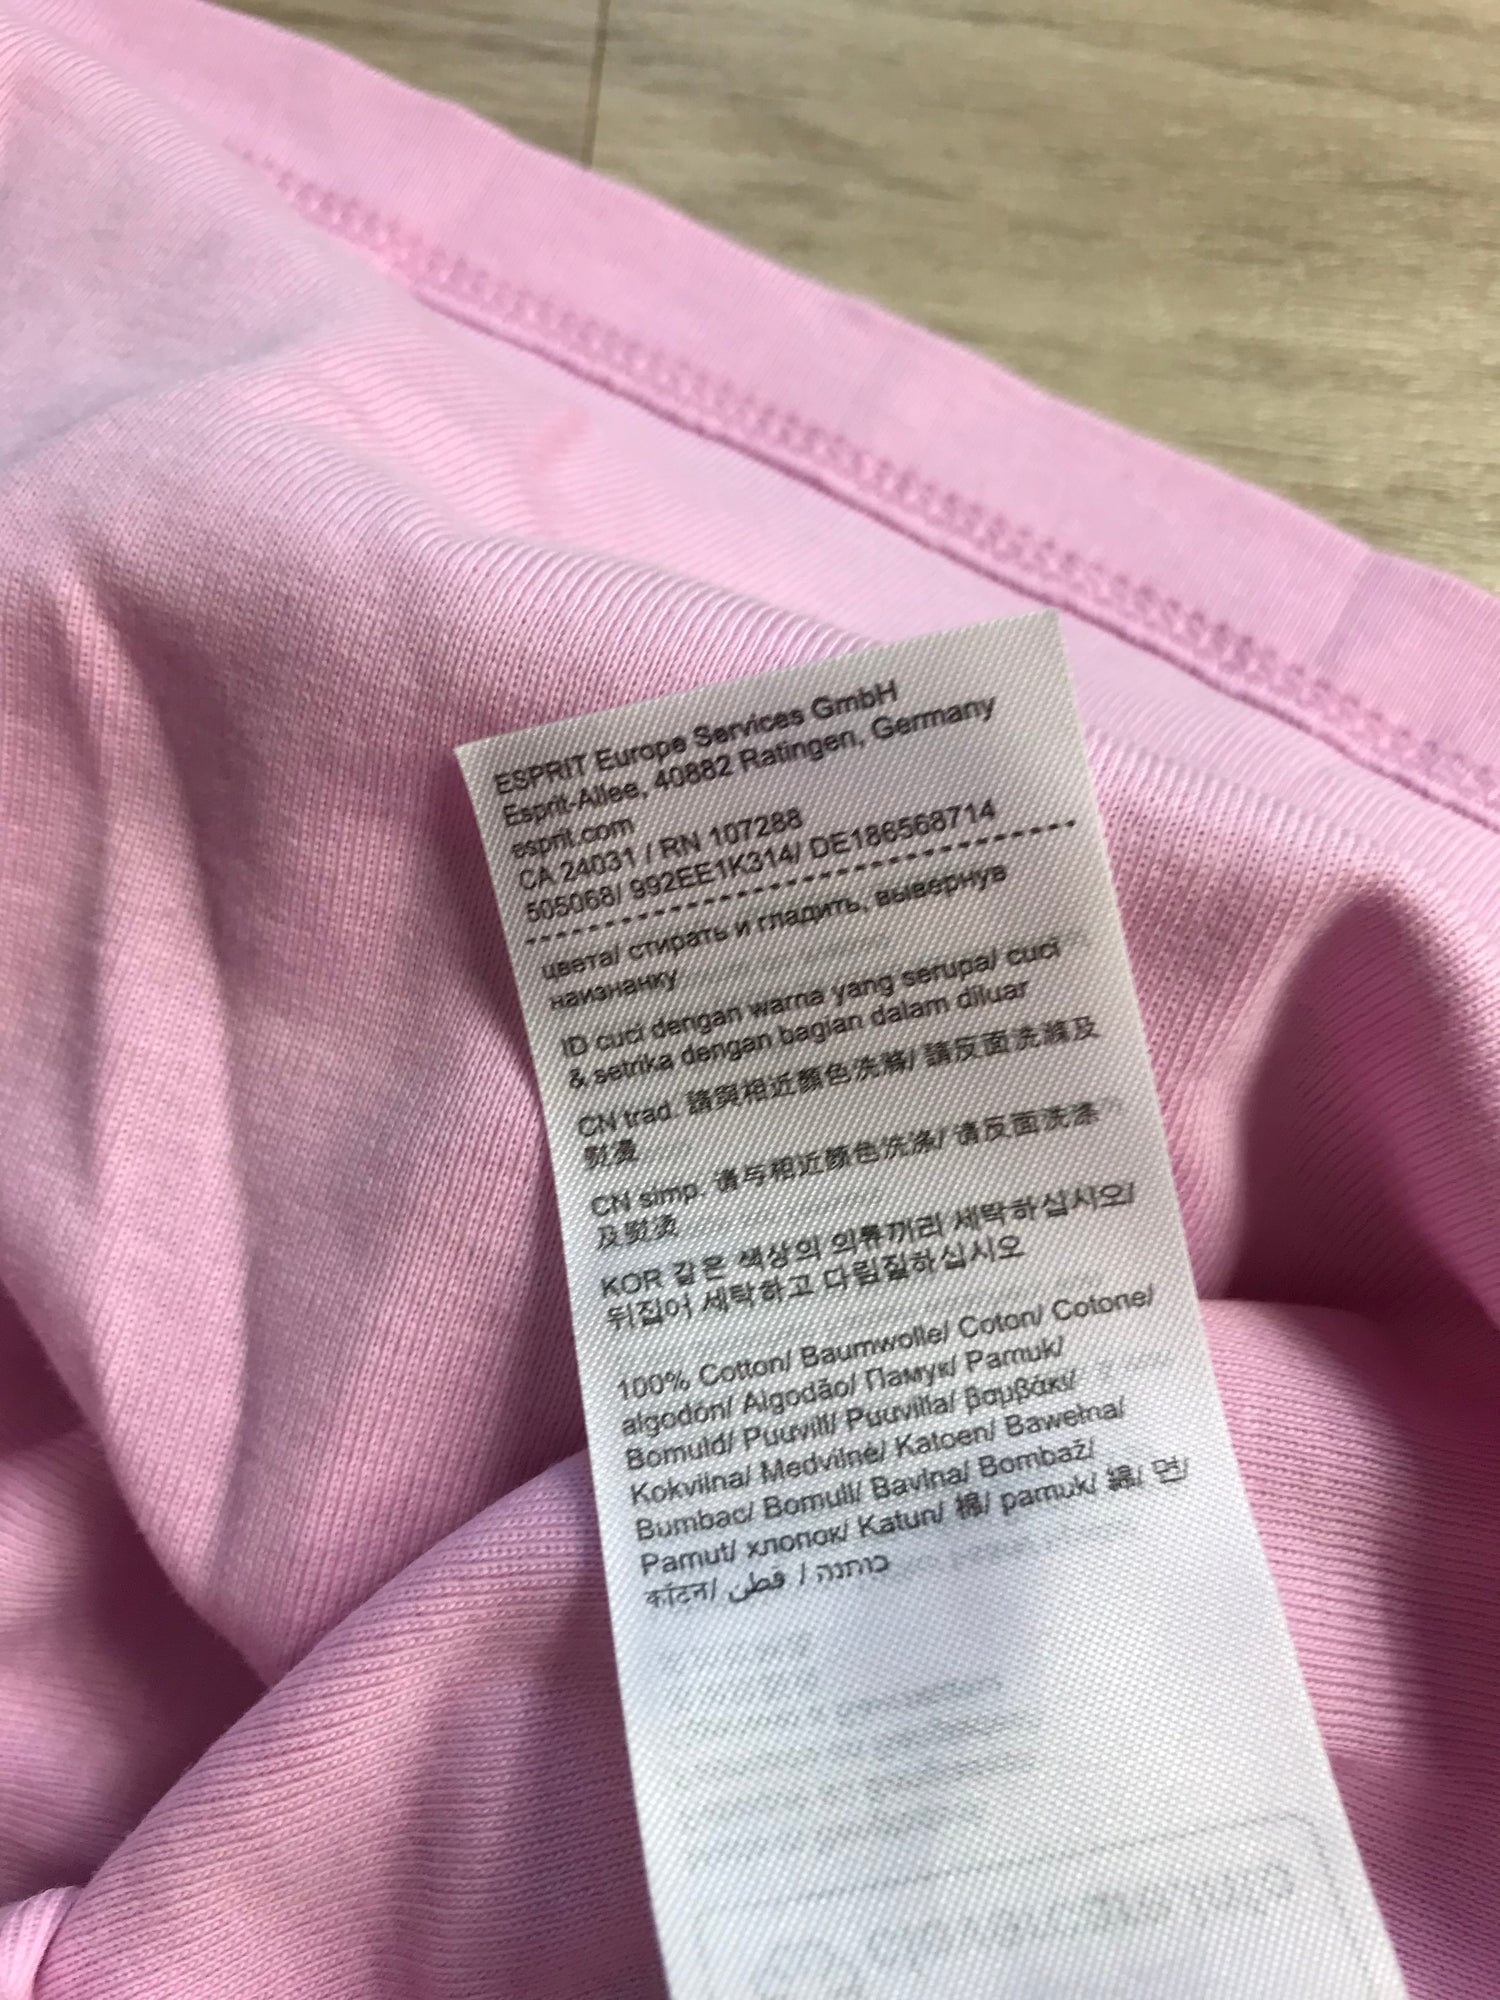 ESPRIT Europe Services GmbH
Esprit-Allee, 40882 Ratingen, Germany
esprit.com
CA 24031 / RN 107288
505068/ 992EE1K314/ DE186568714
цвета/ стирать и гладить, вывернув
наизнанку
ID cuci dengan warna yang serupa/ cuci
& setrika dengan bagian dalam diluar
CN trad. 請與相近顏色洗滌/ 請反面洗滌及
熨燙
CN simp. 请与相近颜色洗涤/ 请反面洗涤
及熨烫
KOR 같은 색상의 의류끼리 세탁하십시오/
뒤집어 세탁하고 다림질하십시오
100% Cotton/ Baumwolle/ Coton/ Cotone/
algodón/ Algodão/ Памук/ Pamuk/
Bomuld/ Puuvill/ Puuvilla/ βαμβάκι/
Kokvilna/ Medvilnė/ Katoen/ Bawełna/
Bumbac/ Bomull/ Bavlna/ Bombaž/
Pamut/ хлопок/ Katun/ 棉/ pamuk/ 綿/ 면/
कॉटन/ قطن / כותנה